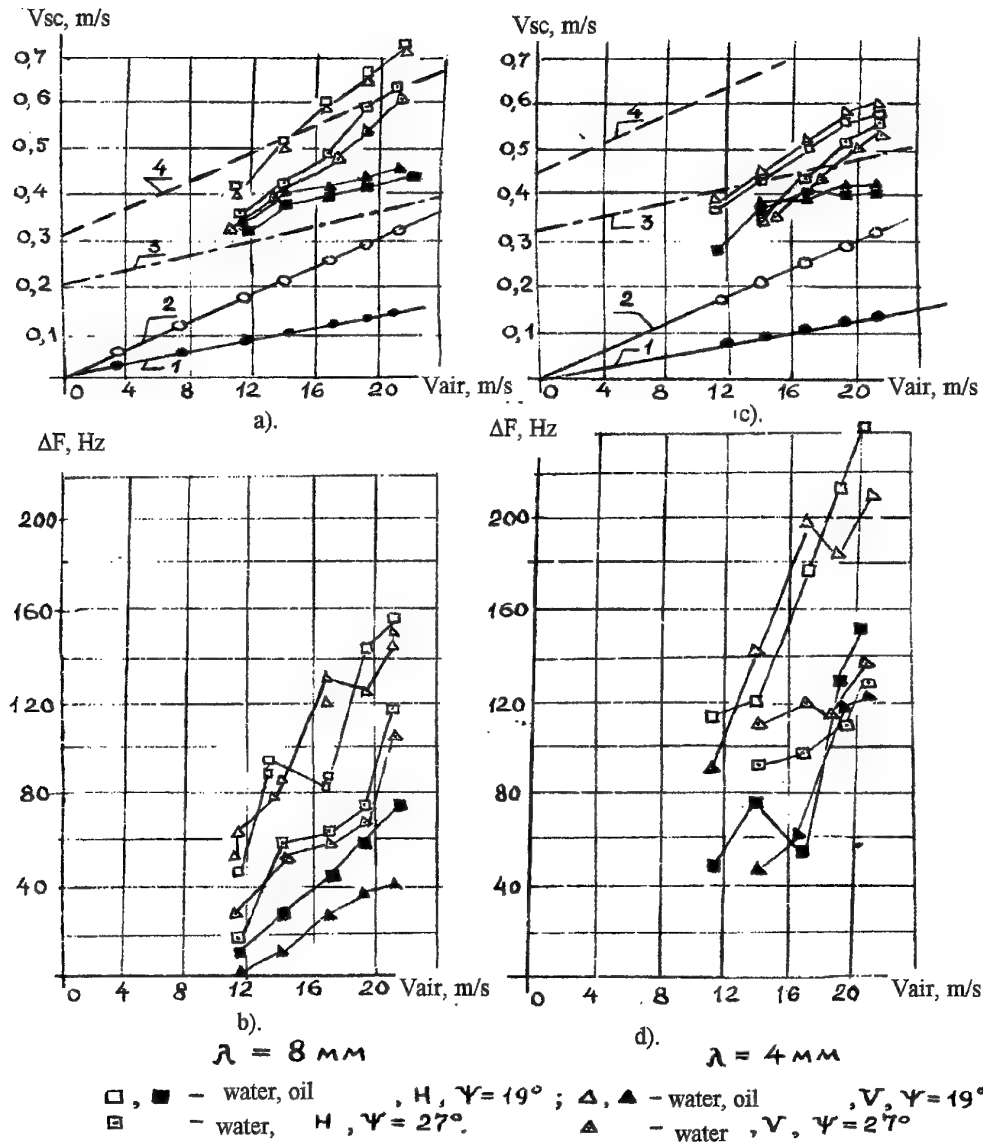 Vsc, m/s
0,7
0,6
0,5
0,4
0,3
0,2
0,1
4
3
2
1
0 4 8 12 16 20 Vair, m/s
a).
Vsc, m/s
0,7
0,6
0,5
0,4
0,3
0,2
0,1
4
3
2
1
0 4 8 12 16 20 Vair, m/s
c).
ΔF, Hz
200
160
120
80
40
0 4 8 12 16 20 Vair, m/s
b).
λ = 8 мм
ΔF, Hz
200
160
120
80
40
0 4 8 12 16 20 Vair, m/s
d).
λ = 4 мм
□, ■ – water, oil , H, Ψ=19°; △, ▲ – water, oil , V, Ψ=19°
⊡ – water, H, Ψ=27°. ◬ – water , V, Ψ=27°